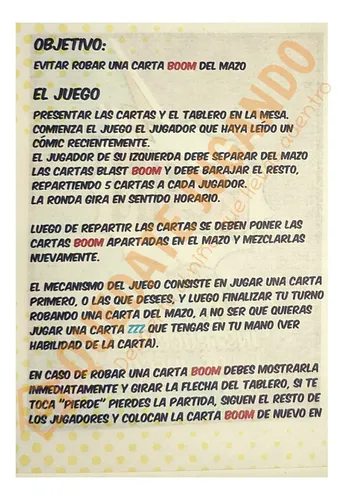 OBJETIVO:
EVITAR ROBAR UNA CARTA BOOM DEL MAZO
EL JUEGO
PRESENTAR LAS CARTAS Y EL TABLERO EN LA MESA.
COMIENZA EL JUEGO EL JUGADOR QUE HAYA LEÍDO UN
CÓMIC RECIENTEMENTE.
EL JUGADOR DE SU IZQUIERDA DEBE SEPARAR DEL MAZO
LAS CARTAS BLAST BOOM Y DEBE BARAJAR EL RESTO,
REPARTIENDO 5 CARTAS A CADA JUGADOR.
LA RONDA GIRA EN SENTIDO HORARIO.
LUEGO DE REPARTIR LAS CARTAS SE DEBEN PONER LAS
CARTAS BOOM APARTADAS EN EL MAZO Y MEZCLARLAS
NUEVAMENTE.
EL MECANISMO DEL JUEGO CONSISTE EN JUGAR UNA CARTA
PRIMERO, O LAS QUE DESEES, Y LUEGO FINALIZAR TU TURNO
ROBANDO UNA CARTA DEL MAZO, A NO SER QUE QUIERAS
JUGAR UNA CARTA ZZZ QUE TENGAS EN TU MANO (VER
HABILIDAD DE LA CARTA).
EN CASO DE ROBAR UNA CARTA BOOM DEBES MOSTRARLA
INMEDIATAMENTE Y GIRAR LA FLECHA DEL TABLERO, SI TE
TOCA "PIERDE" PIERDES LA PARTIDA, SIGUEN EL RESTO DE
LOS JUGADORES Y COLOCAN LA CARTA BOOM DE NUEVO EN